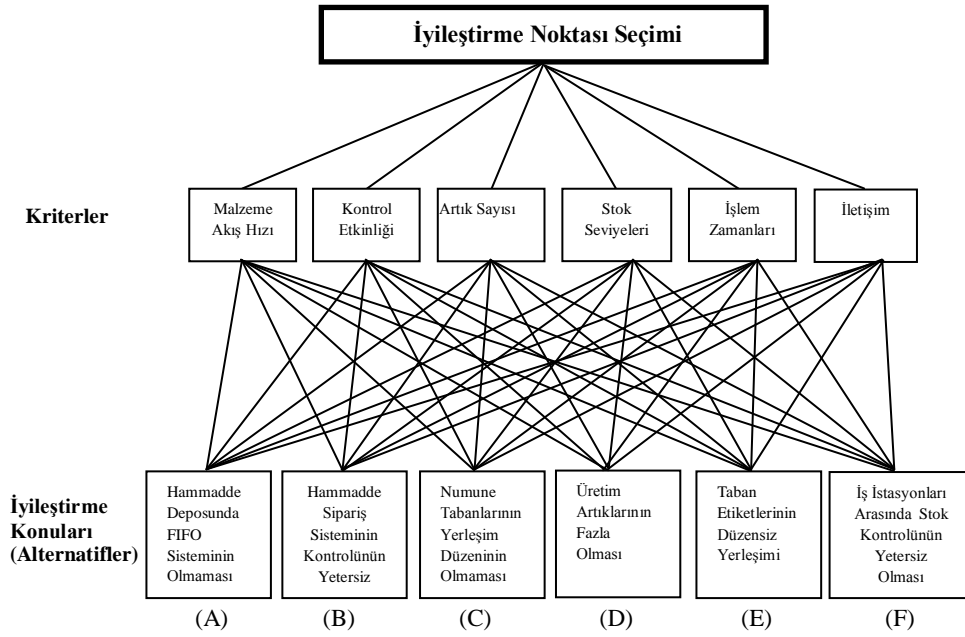 İyileştirme Noktası Seçimi
Kriterler
Malzeme
Akış Hızı
Kontrol
Etkinliği
Artık Sayısı
Stok
Seviyeleri
İşlem
Zamanları
İletişim
İyileştirme
Konuları
(Alternatifler)
Hammadde
Deposunda
FIFO
Sisteminin
Olmaması
Hammadde
Sipariş
Sisteminin
Kontrolünün
Yetersiz
Numune
Tabanlarının
Yerleşim
Düzeninin
Olmaması
Üretim
Artıklarının
Fazla
Olması
Taban
Etiketlerinin
Düzensiz
Yerleşimi
İş İstasyonları
Arasında Stok
Kontrolünün
Yetersiz
Olması
(A) (B) (C) (D) (E) (F)